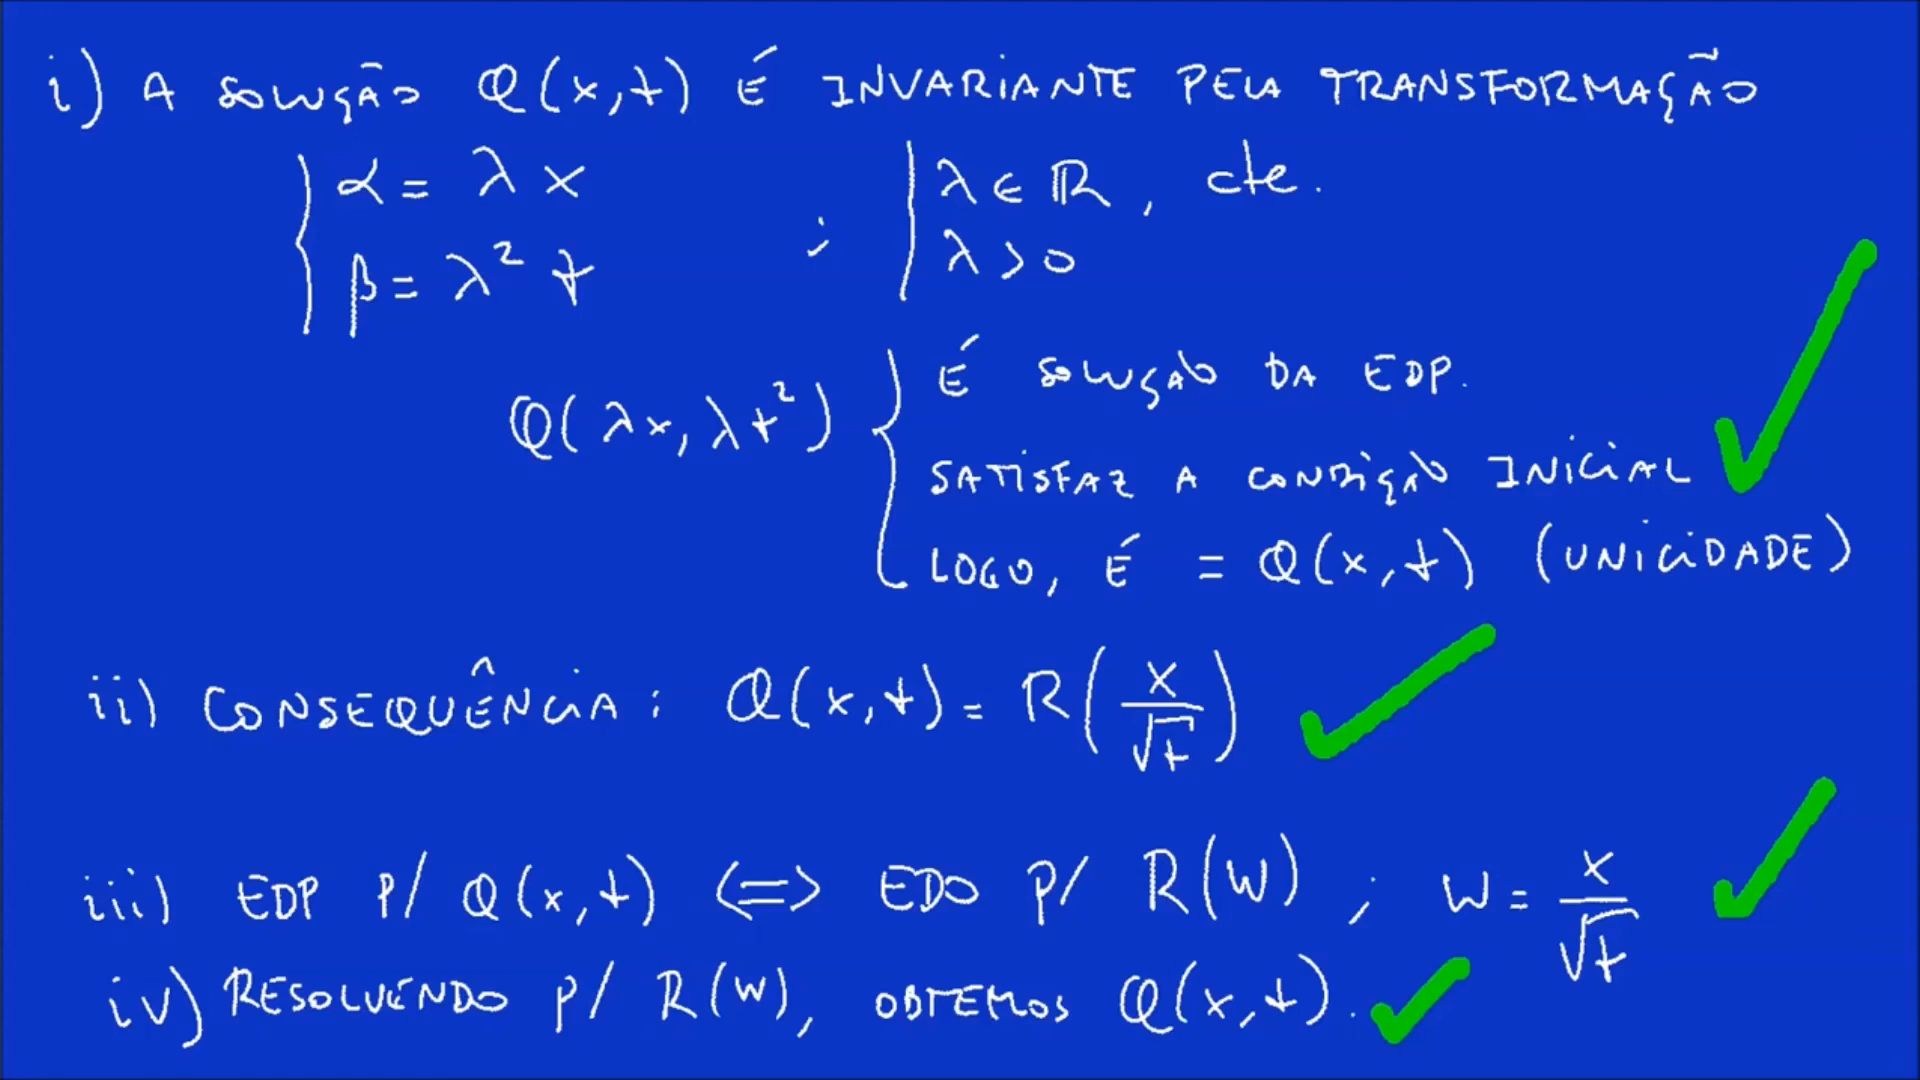 i) A SOLUÇÃO Q(x,t) É INVARIANTE PELA TRANSFORMAÇÃO
α = λx ; λ ∈ ℝ, cte.
β = λ² t λ > 0
É SOLUÇÃO DA EDP.
Q(λx, λt²) SATISFAZ A CONDIÇÃO INICIAL
LOGO, É = Q(x,t) (UNICIDADE)
ii) CONSEQUÊNCIA: Q(x,t) = R(x/√t)
iii) EDP P/ Q(x,t) <=> EDO P/ R(W) ; W = x/√t
iv) RESOLVENDO P/ R(W), OBTEMOS Q(x,t).